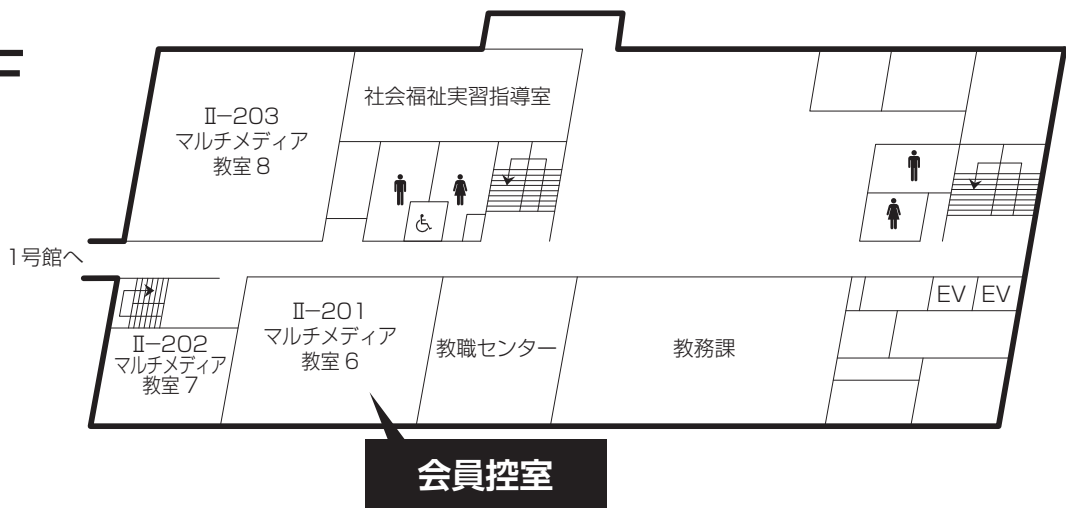 社会福祉実習指導室
Ⅱ−203
マルチメディア
教室8
1号館へ
EV
EV
Ⅱ−201
マルチメディア
教室6
Ⅱ−202
マルチメディア
教室7
教職センター
教務課
会員控室